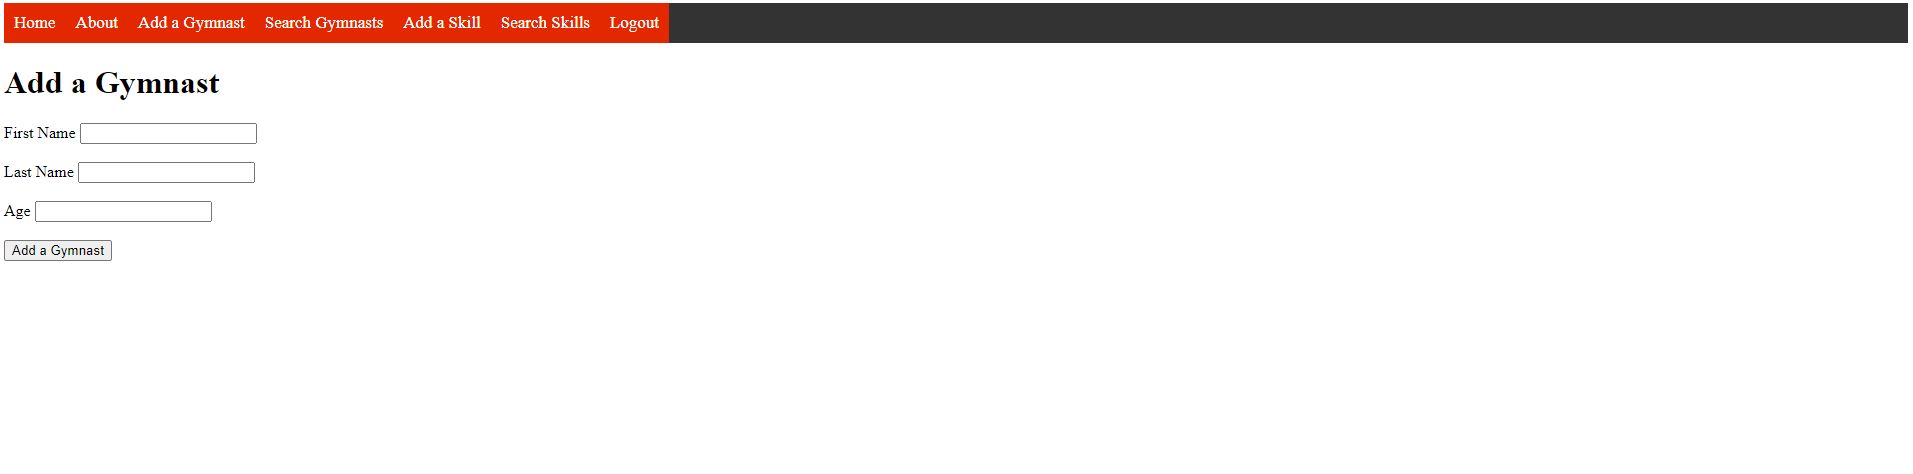 Home About Add a Gymnast Search Gymnasts Add a Skill Search Skills Logout
Add a Gymnast
First Name
Last Name
Age
Add a Gymnast